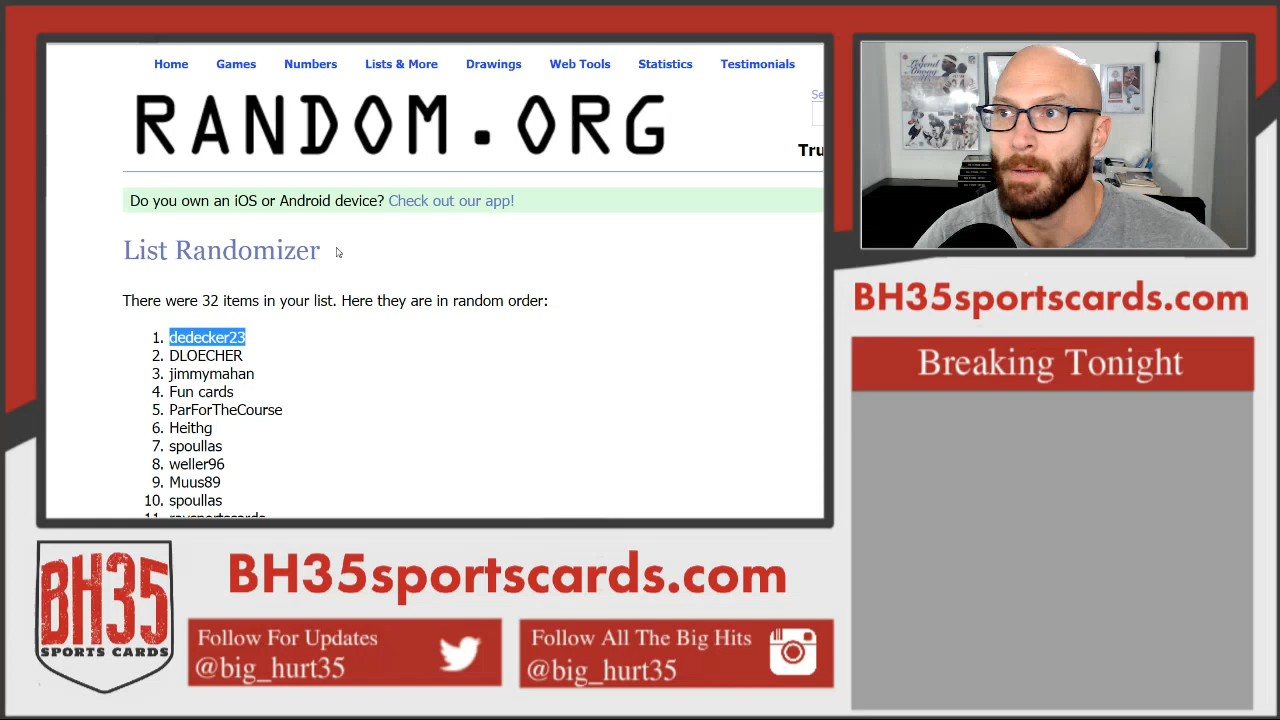 Home Games Numbers Lists & More Drawings Web Tools Statistics Testimonials
RANDOM.ORG
Se
Tru
Do you own an iOS or Android device? Check out our app!
List Randomizer
There were 32 items in your list. Here they are in random order:
1. dedecker23
2. DLOECHER
3. jimmymahan
4. Fun cards
5. ParForTheCourse
6. Heithg
7. spoullas
8. weller96
9. Muus89
10. spoullas
BH35sportscards.com
Breaking Tonight
BH35
SPORTS CARDS
BH35sportscards.com
Follow For Updates
@big_hurt35
Follow All The Big Hits
@big_hurt35